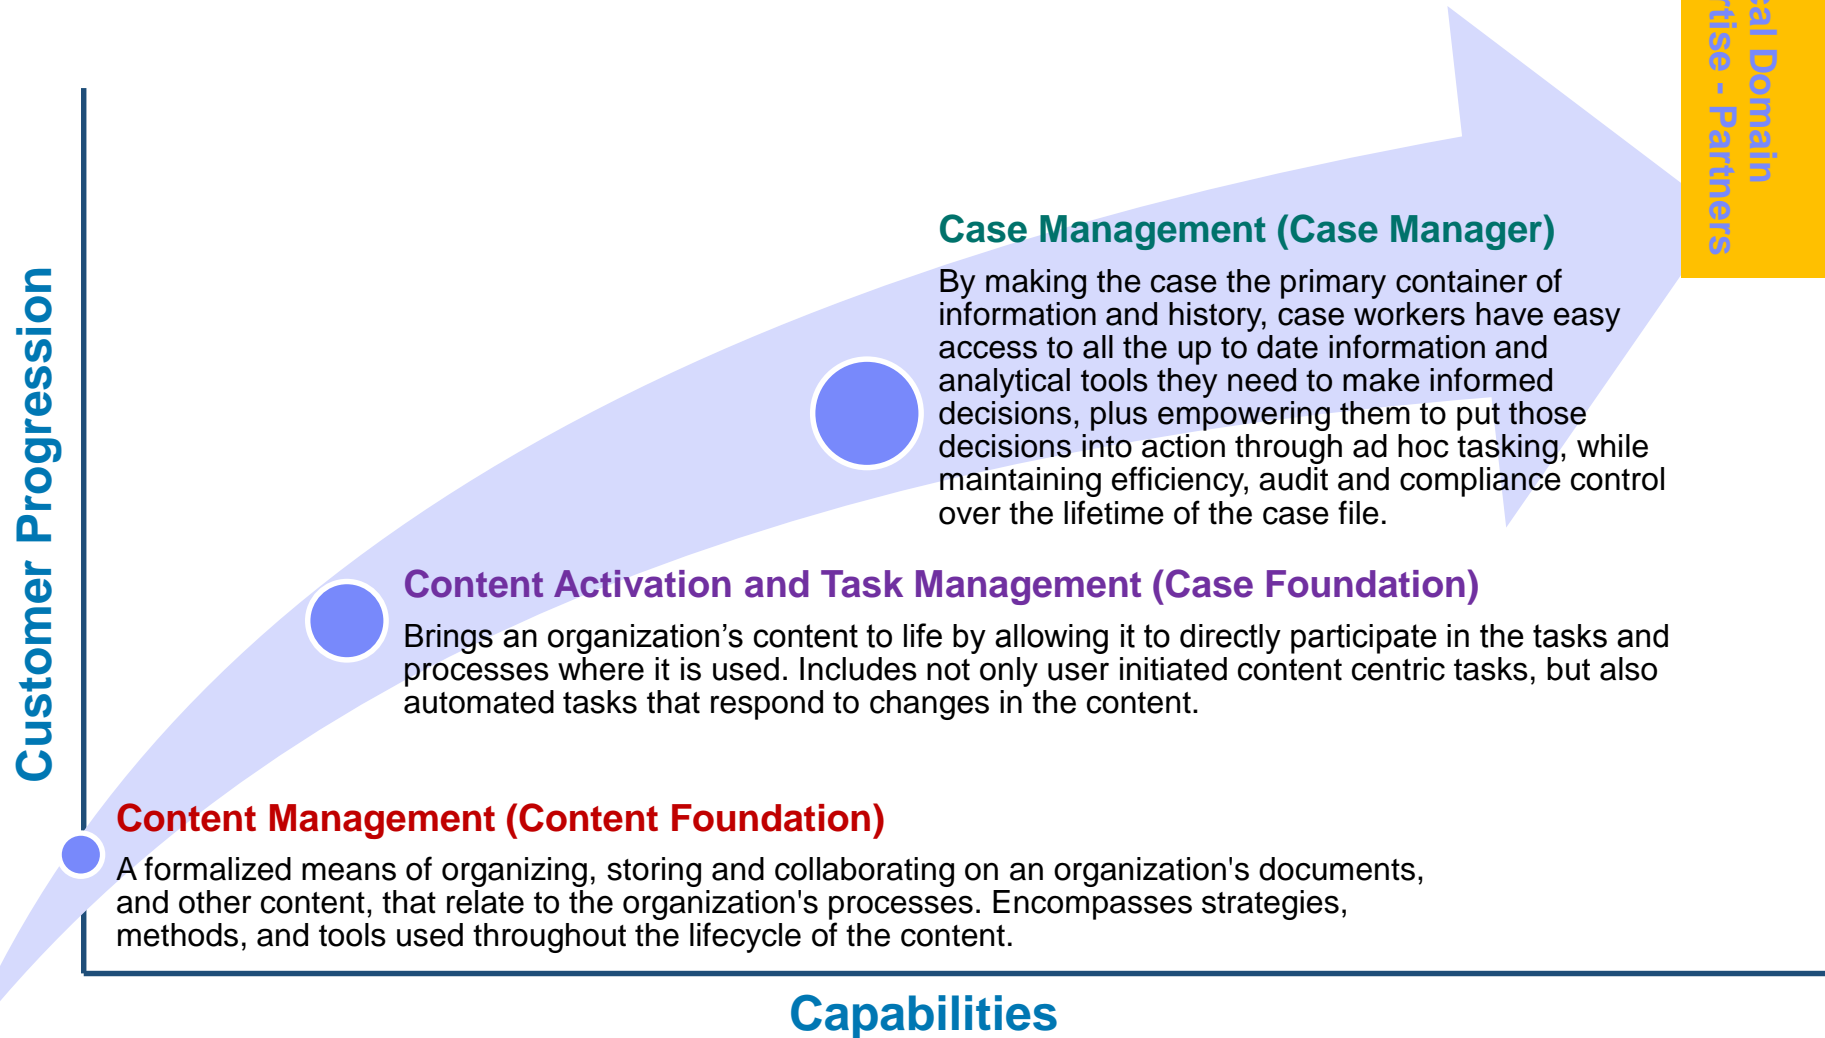 Domain
- Partners
Case Management (Case Manager)
By making the case the primary container of
information and history, case workers have easy
access to all the up to date information and
analytical tools they need to make informed
decisions, plus empowering them to put those
decisions into action through ad hoc tasking, while
maintaining efficiency, audit and compliance control
over the lifetime of the case file.
Content Activation and Task Management (Case Foundation)
Brings an organization’s content to life by allowing it to directly participate in the tasks and
processes where it is used. Includes not only user initiated content centric tasks, but also
automated tasks that respond to changes in the content.
Content Management (Content Foundation)
A formalized means of organizing, storing and collaborating on an organization's documents,
and other content, that relate to the organization's processes. Encompasses strategies,
methods, and tools used throughout the lifecycle of the content.
Customer Progression
Capabilities